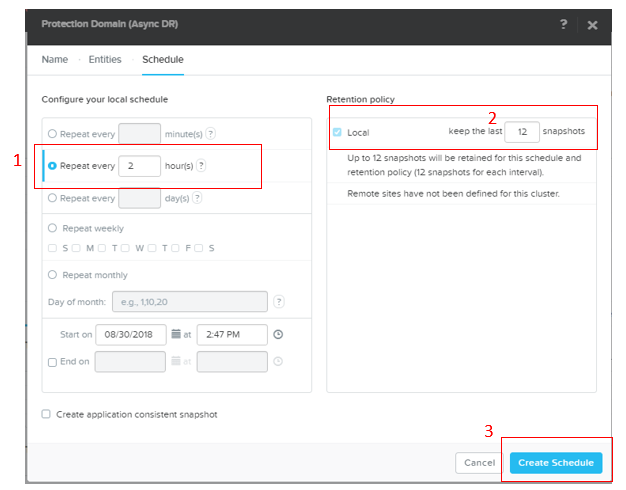 Protection Domain (Async DR) ? ×
Name · Entities · Schedule
Configure your local schedule
Retention policy
Repeat every minute(s) ?
2
Local keep the last 12 snapshots
1
Repeat every 2 hour(s) ?
Up to 12 snapshots will be retained for this schedule and
retention policy (12 snapshots for each interval).
Repeat every day(s) ?
Remote sites have not been defined for this cluster.
Repeat weekly
S M T W T F S
Repeat monthly
Day of month: e.g., 1,10,20 ?
Start on 08/30/2018 at 2:47 PM
End on at
Create application consistent snapshot
3
Cancel Create Schedule